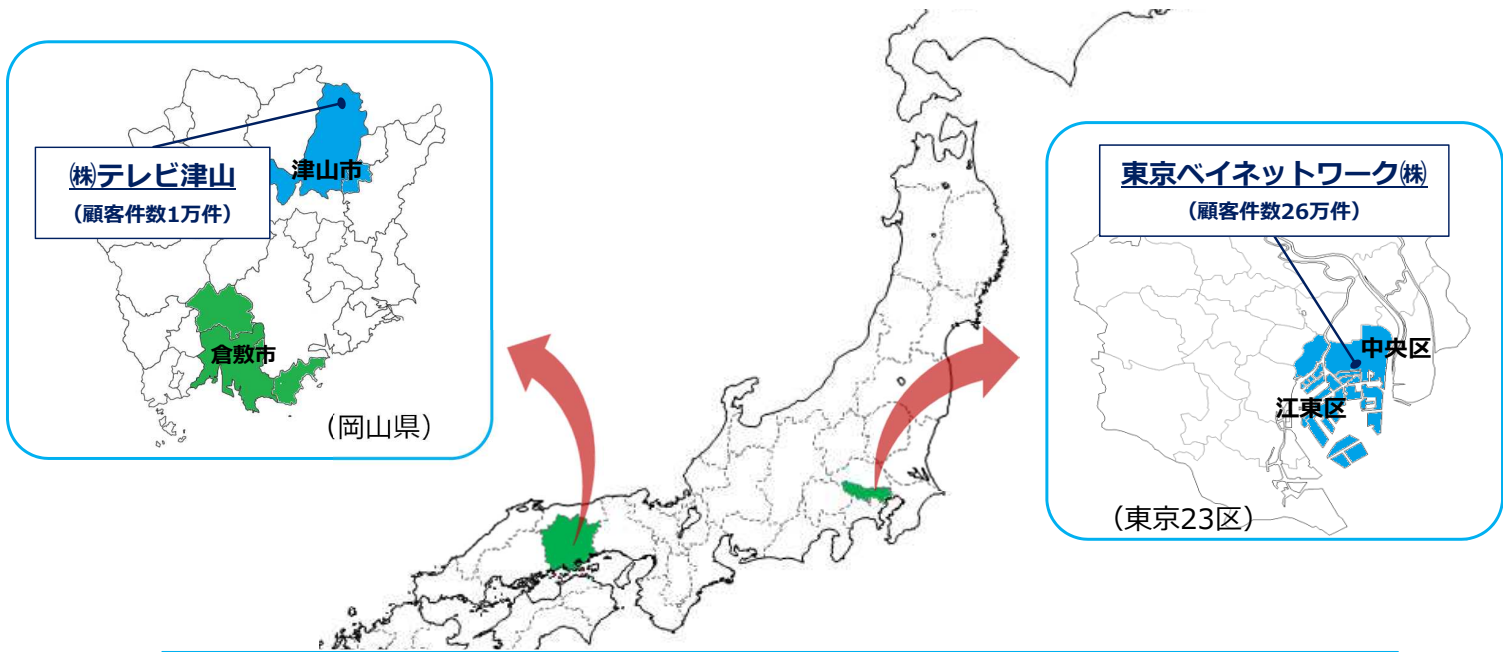 ㈱テレビ津山
（顧客件数1万件）
津山市
倉敷市
（岡山県）
東京ベイネットワーク㈱
（顧客件数26万件）
中央区
江東区
（東京23区）